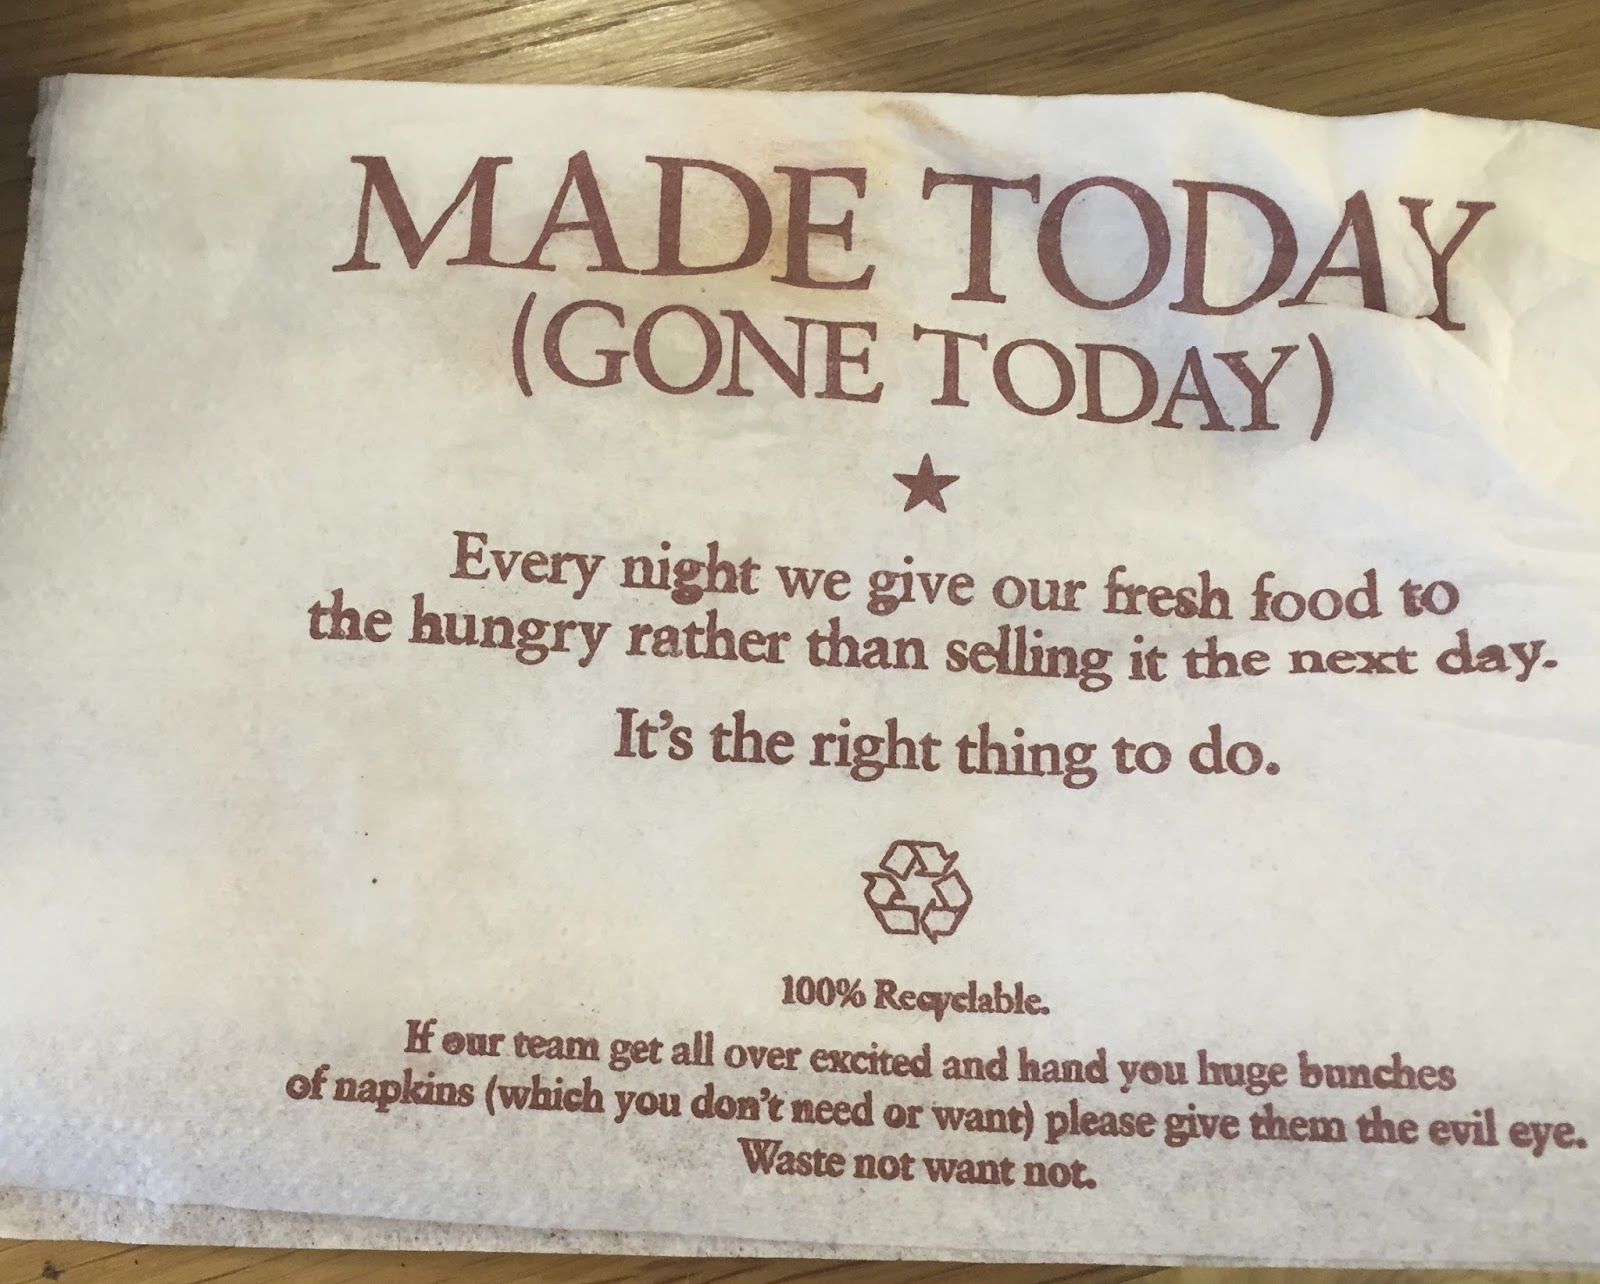 MADE TODAY
(GONE TODAY)
Every night we give our fresh food to
the hungry rather than selling it the next day.
It's the right thing to do.
100% Recyclable.
If our team get all over excited and hand you huge bunches
of napkins (which you don't need or want) please give them the evil eye.
Waste not want not.